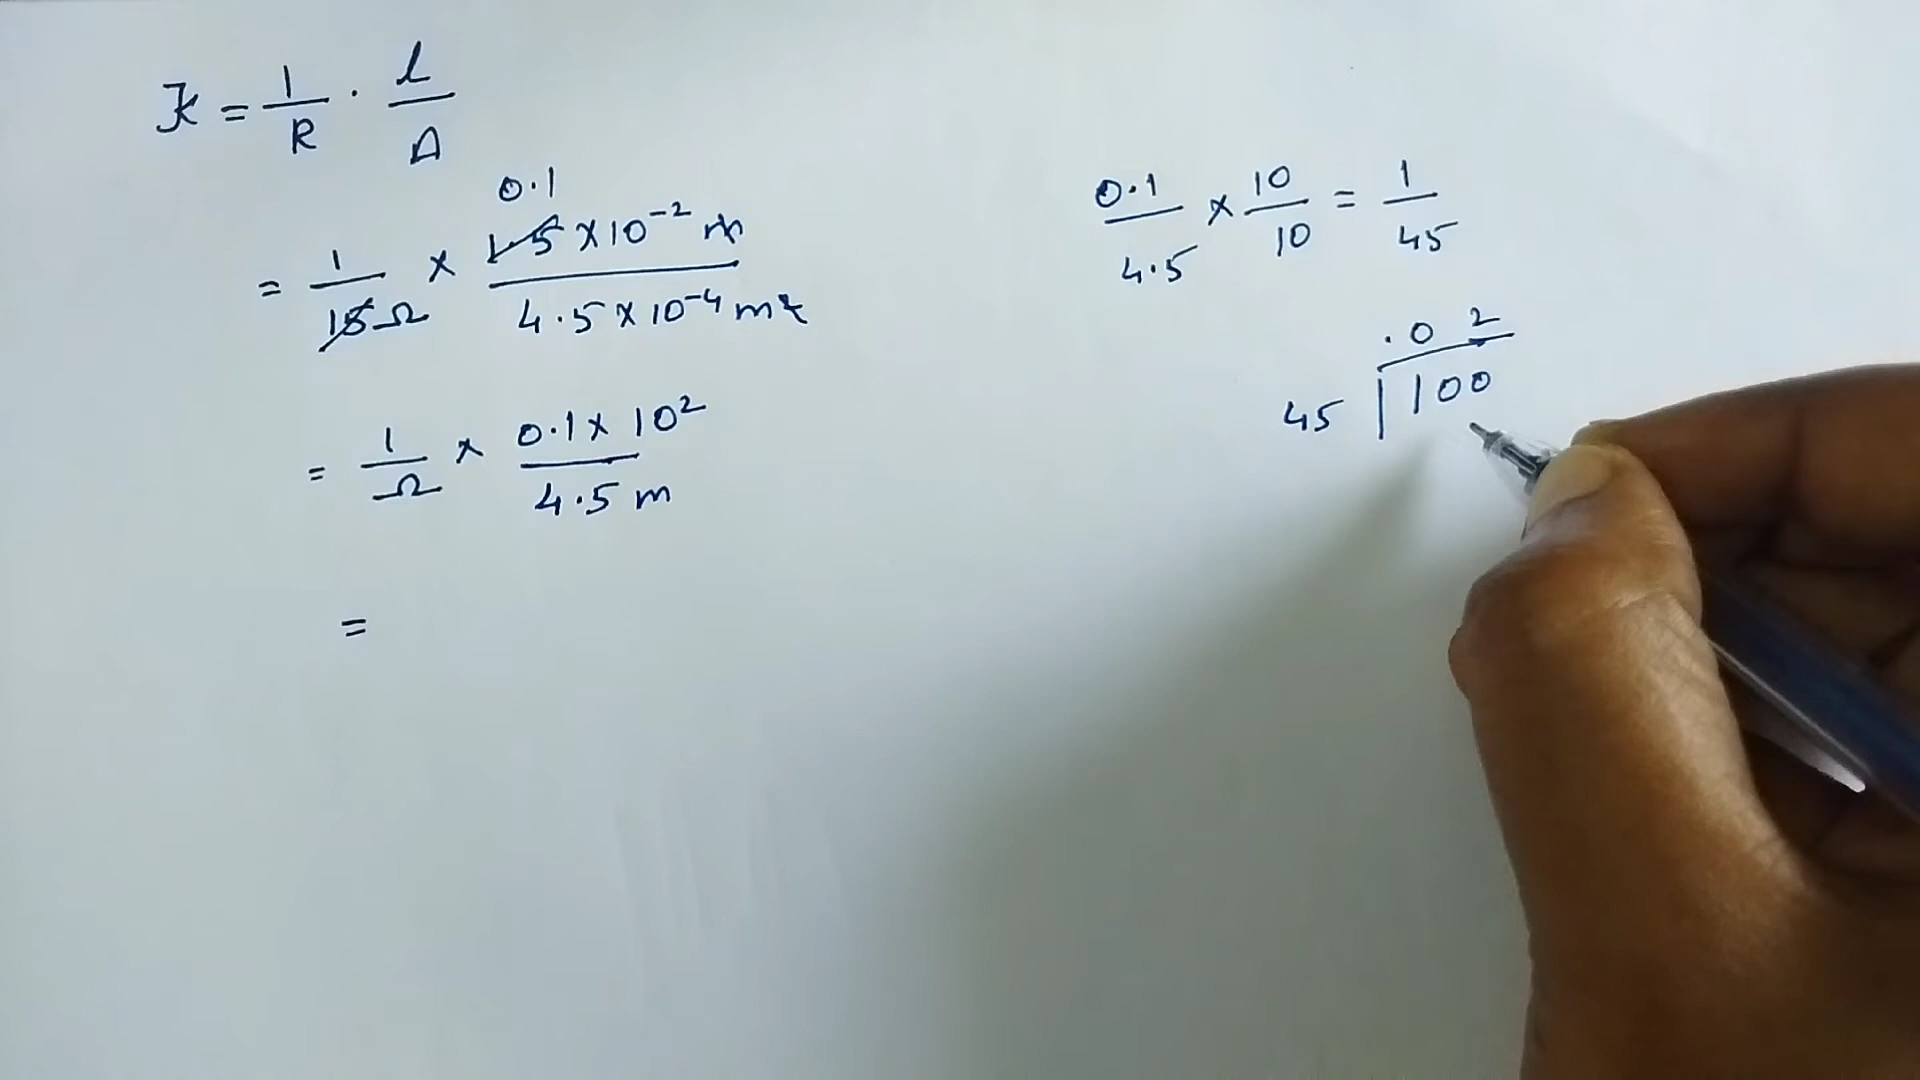 K = 1/R · l/A
0.1
= 1/15Ω × 1.5×10⁻² m / 4.5×10⁻⁴ m²
= 1/Ω × 0.1×10² / 4.5 m
=
0.1/4.5 × 10/10 = 1/45
.02
45 | 100